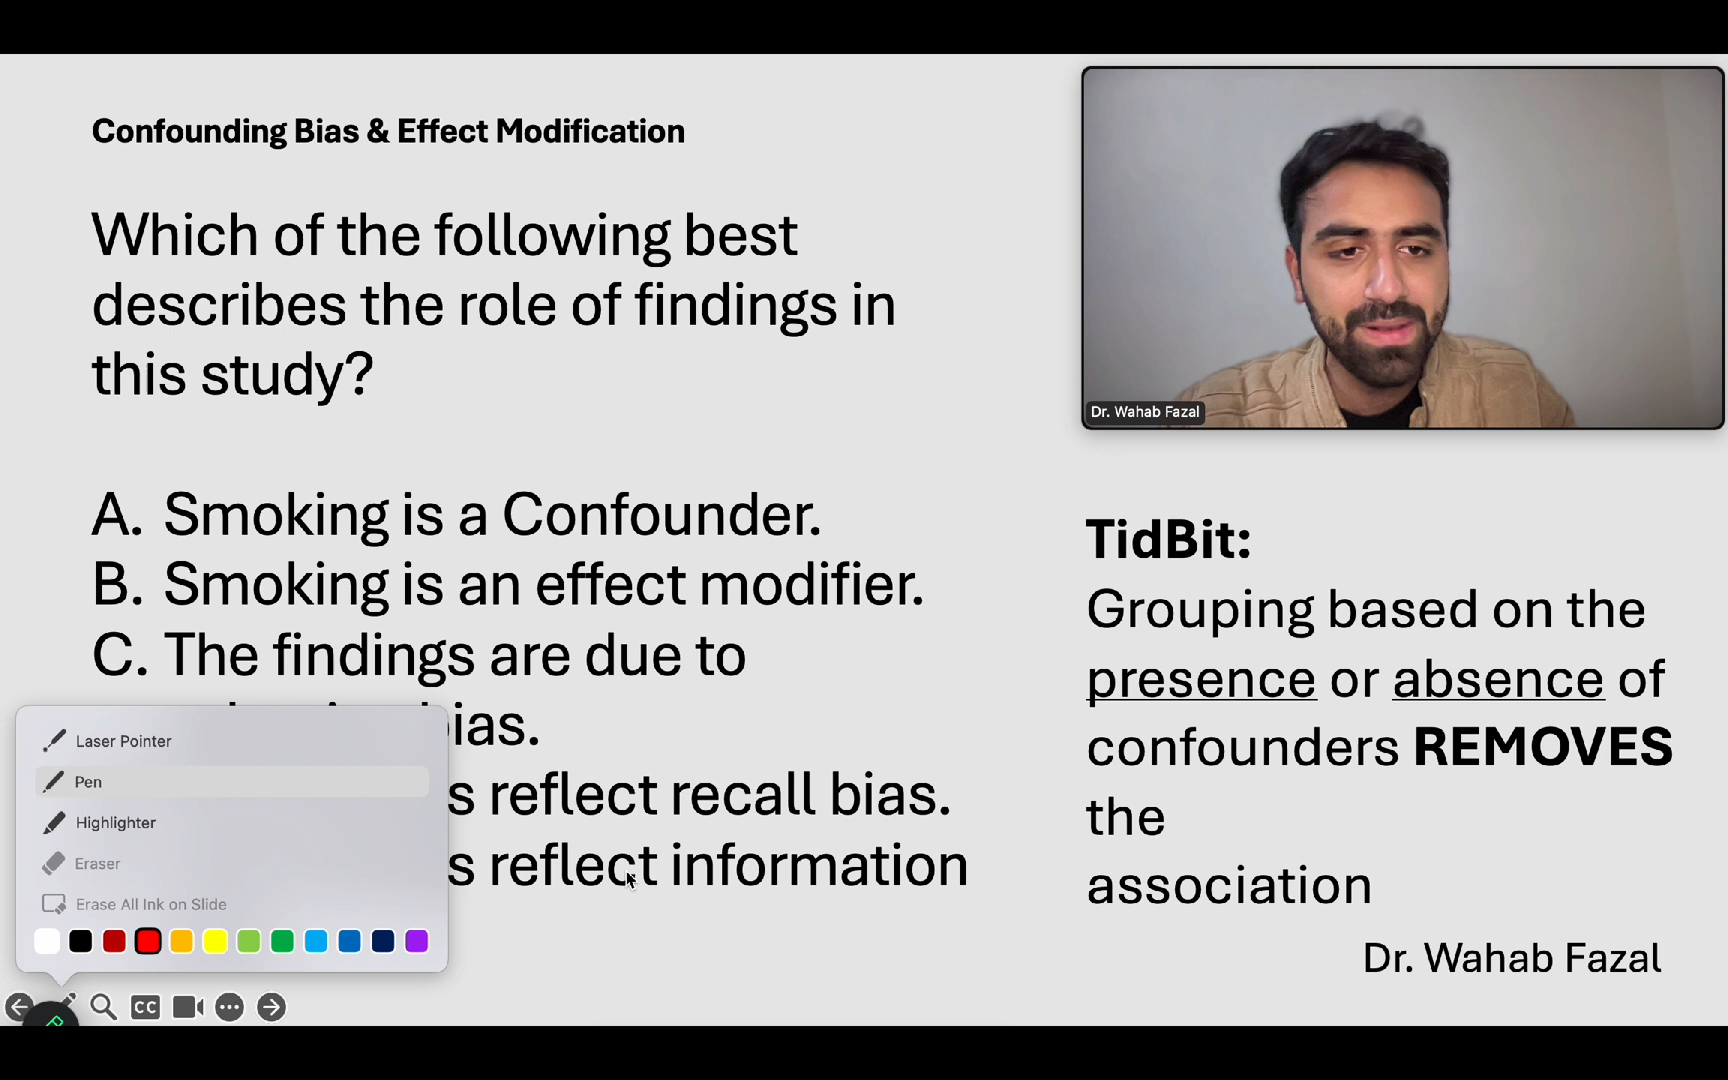 Confounding Bias & Effect Modification
Which of the following best
describes the role of findings in
this study?
A. Smoking is a Confounder.
B. Smoking is an effect modifier.
C. The findings are due to
bias.
s reflect recall bias.
s reflect information
Laser Pointer
Pen
Highlighter
Eraser
Erase All Ink on Slide
CC
Dr. Wahab Fazal
TidBit:
Grouping based on the
presence or absence of
confounders REMOVES
the
association
Dr. Wahab Fazal